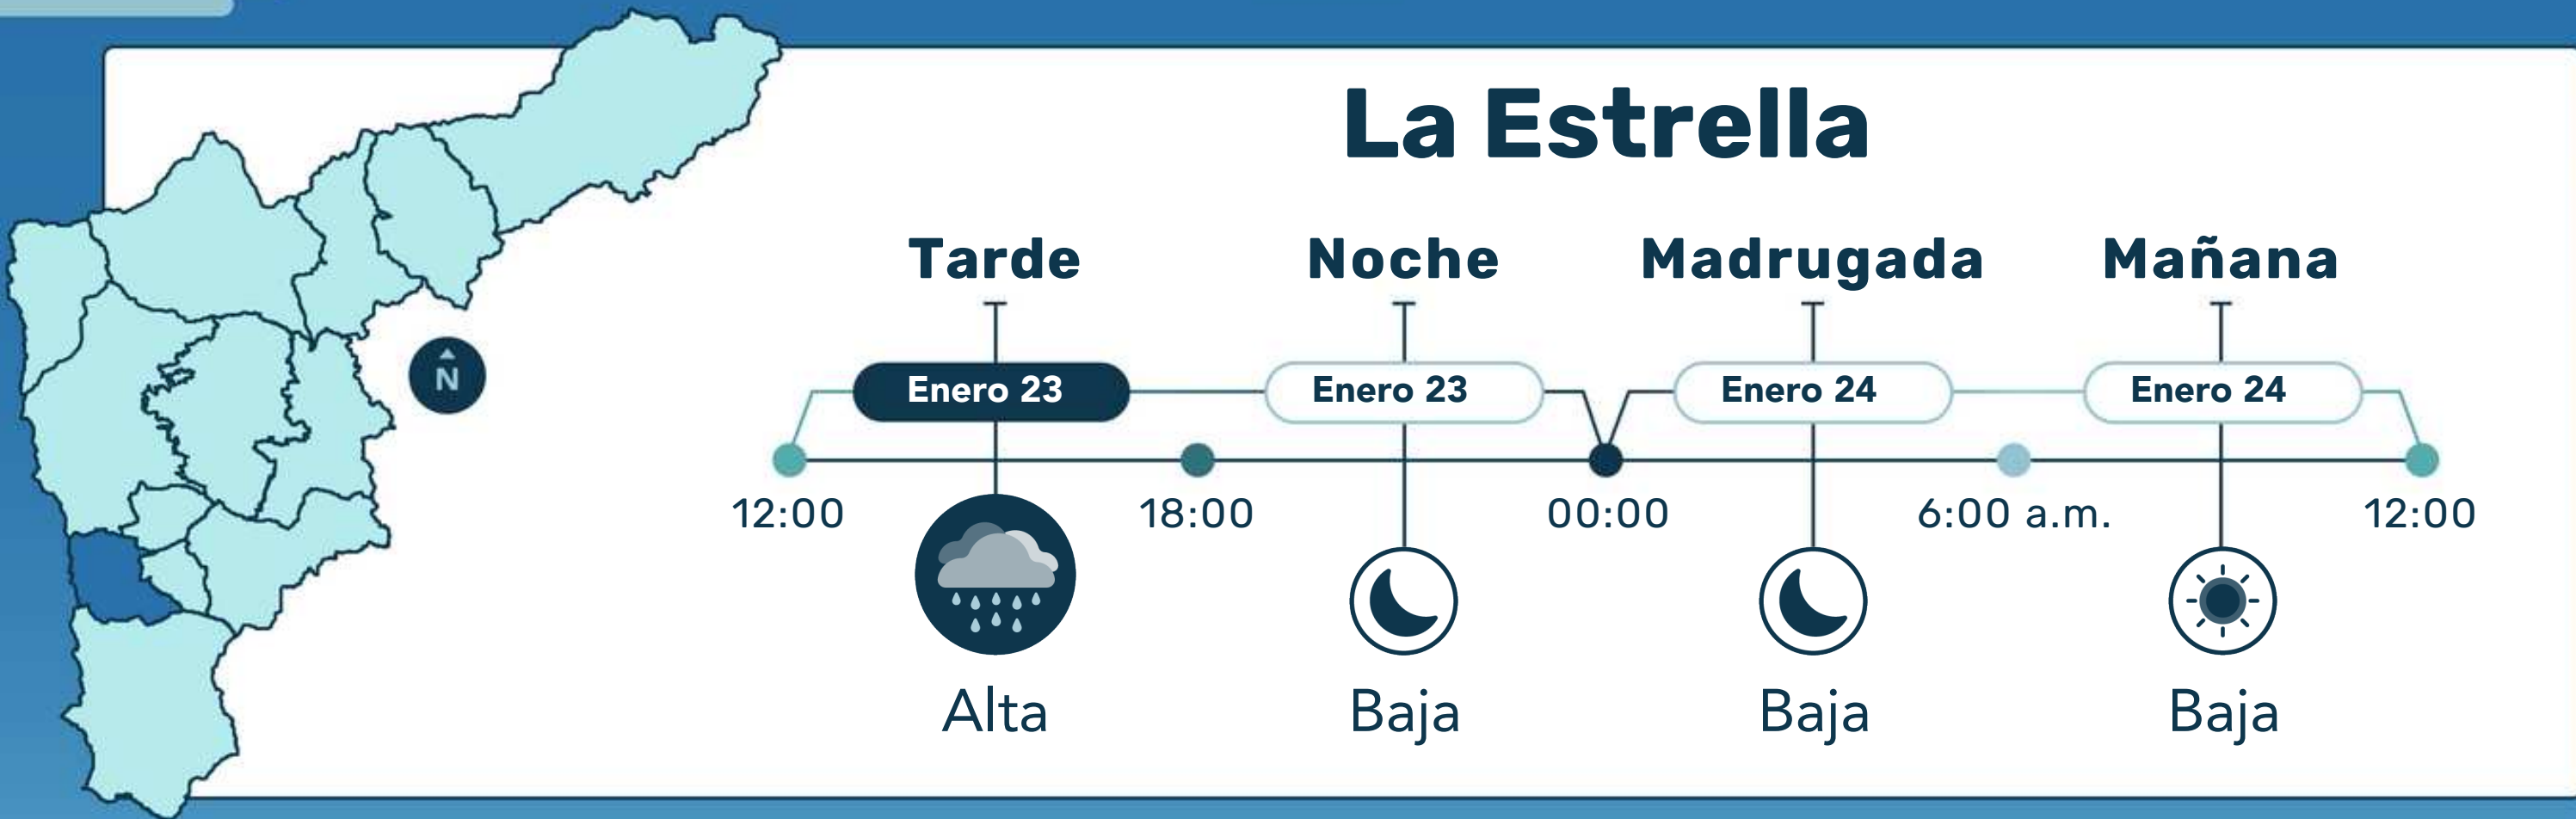 La Estrella
Tarde Noche Madrugada Mañana
N
Enero 23 Enero 23 Enero 24 Enero 24
12:00 18:00 00:00 6:00 a.m. 12:00
Alta Baja Baja Baja